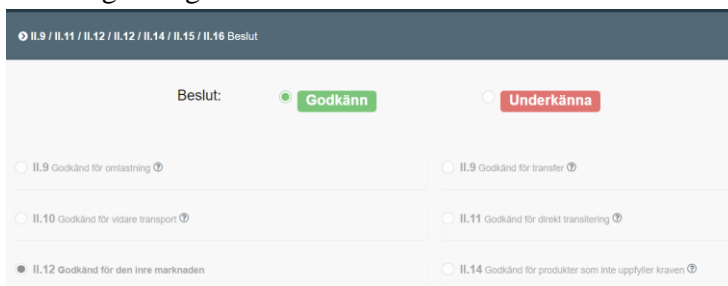 II.9 / II.11 / II.12 / II.12 / II.14 / II.15 / II.16 Beslut
Beslut: Godkänn Underkänna
II.9 Godkänd för omlastning II.9 Godkänd för transfer
II.10 Godkänd för vidare transport II.11 Godkänd för direkt transitering
II.12 Godkänd för den inre marknaden II.14 Godkänd för produkter som inte uppfyller kraven